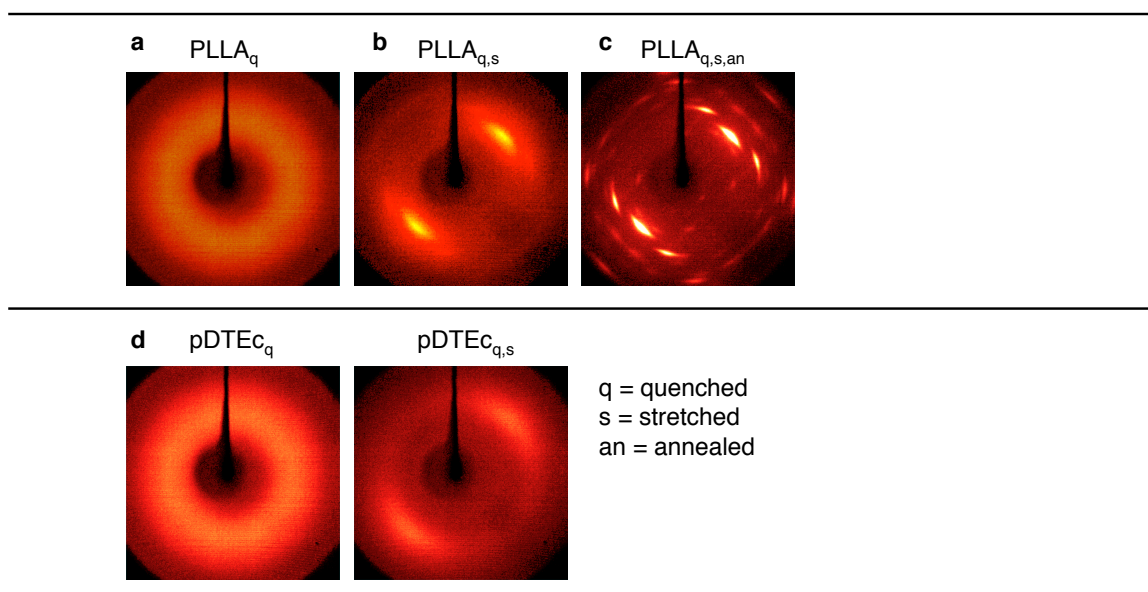 a PLLAq b PLLAq,s c PLLAq,s,an
d pDTEcq pDTEcq,s
q = quenched
s = stretched
an = annealed